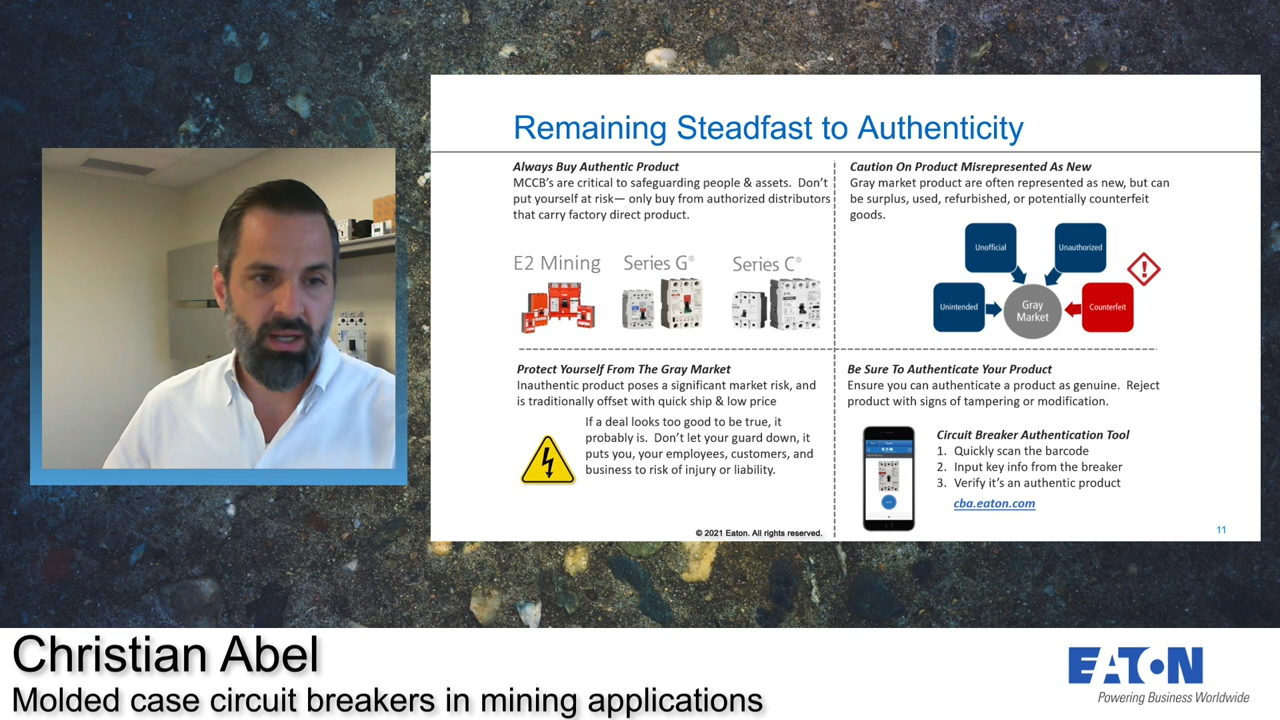 Remaining Steadfast to Authenticity
Always Buy Authentic Product
MCCB's are critical to safeguarding people & assets.  Don't
put yourself at risk— only buy from authorized distributors
that carry factory direct product.
E2 Mining
Series G®
Series C®
Caution On Product Misrepresented As New
Gray market product are often represented as new, but can
be surplus, used, refurbished, or potentially counterfeit
goods.
Unofficial
Unauthorized
Unintended
Gray
Market
Counterfeit
!
Protect Yourself From The Gray Market
Inauthentic product poses a significant market risk, and
is traditionally offset with quick ship & low price
If a deal looks too good to be true, it
probably is.  Don't let your guard down, it
puts you, your employees, customers, and
business to risk of injury or liability.
Be Sure To Authenticate Your Product
Ensure you can authenticate a product as genuine.  Reject
product with signs of tampering or modification.
Circuit Breaker Authentication Tool
1. Quickly scan the barcode
2. Input key info from the breaker
3. Verify it's an authentic product
cba.eaton.com
© 2021 Eaton. All rights reserved.
11
Christian Abel
Molded case circuit breakers in mining applications
EATON
Powering Business Worldwide